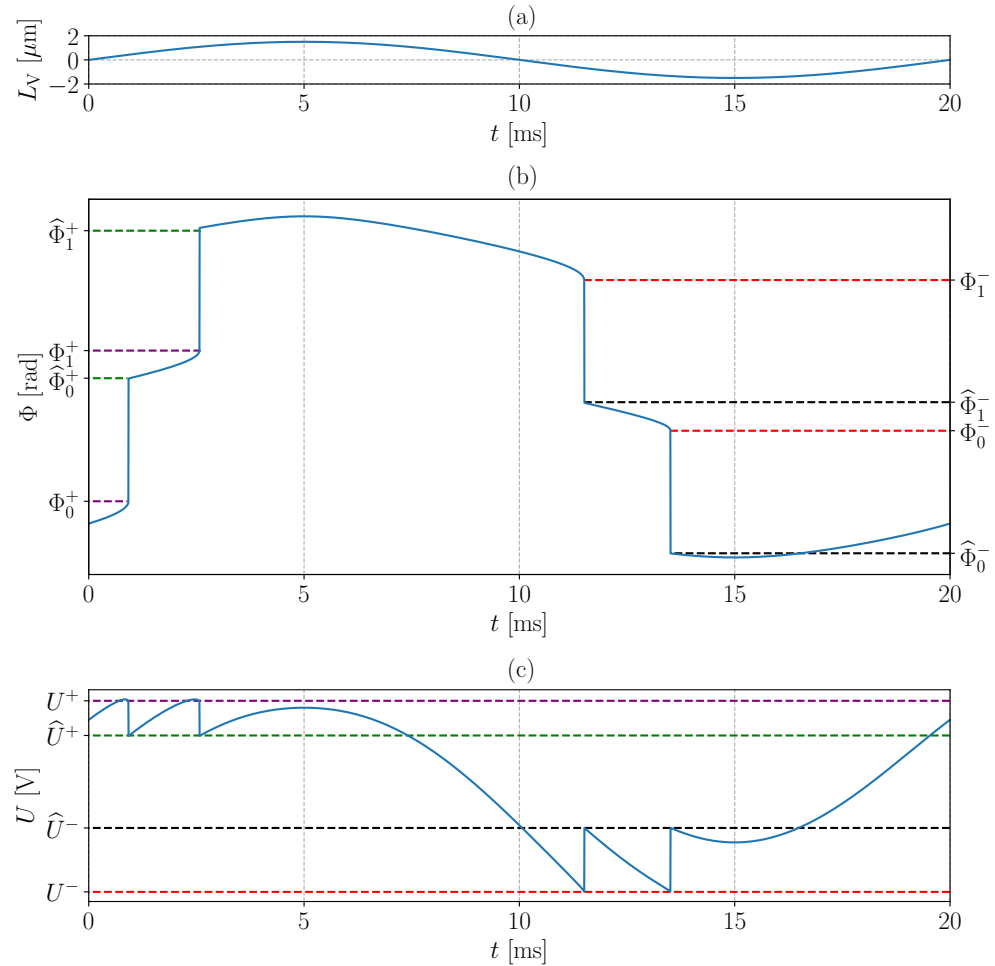 (a)
L_V [μm]
2
0
−2
0 5 10 15 20
t [ms]
(b)
Φ [rad]
Φ̂₁⁺
Φ₁⁺
Φ̂₀⁺
Φ₀⁺
Φ₁⁻
Φ̂₁⁻
Φ₀⁻
Φ̂₀⁻
0 5 10 15 20
t [ms]
(c)
U [V]
U⁺
Û⁺
Û⁻
U⁻
0 5 10 15 20
t [ms]